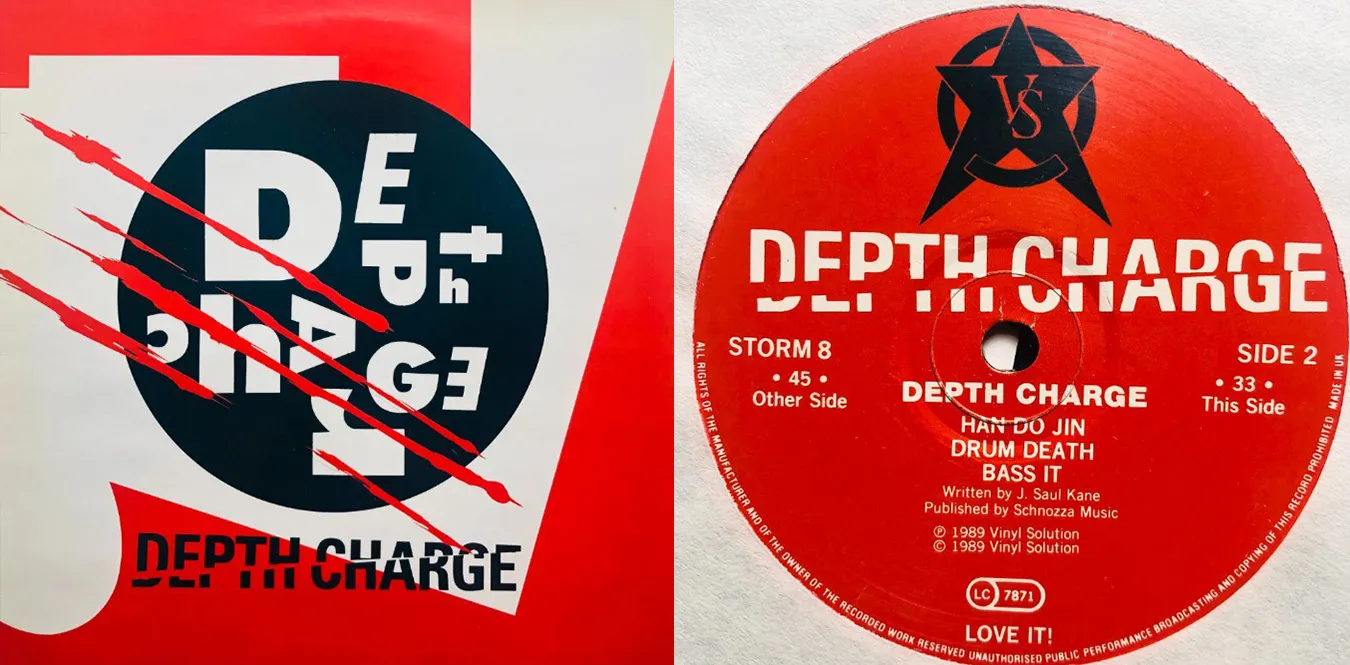 DEPth
ChARGE
DEPTH CHARGE
VS
DEPTH CHARGE
STORM 8
• 45 •
Other Side
SIDE 2
• 33 •
This Side
DEPTH CHARGE
HAN DO JIN
DRUM DEATH
BASS IT
Written by J. Saul Kane
Published by Schnozza Music
℗ 1989 Vinyl Solution
© 1989 Vinyl Solution
LC 7871
LOVE IT!
ALL RIGHTS OF THE MANUFACTURER AND OF THE OWNER OF THE RECORDED WORK RESERVED UNAUTHORISED PUBLIC PERFORMANCE BROADCASTING AND COPYING OF THIS RECORD PROHIBITED MADE IN UK